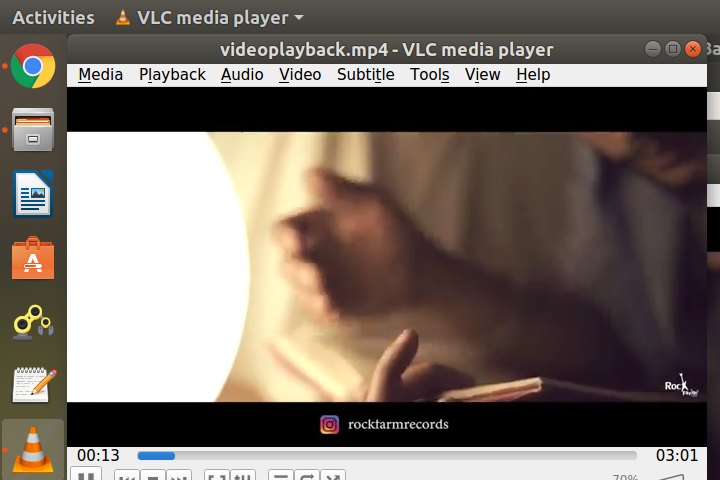 Activities
VLC media player
videoplayback.mp4 - VLC media player
Media Playback Audio Video Subtitle Tools View Help
Rock
rockfarmrecords
00:13
03:01
70%